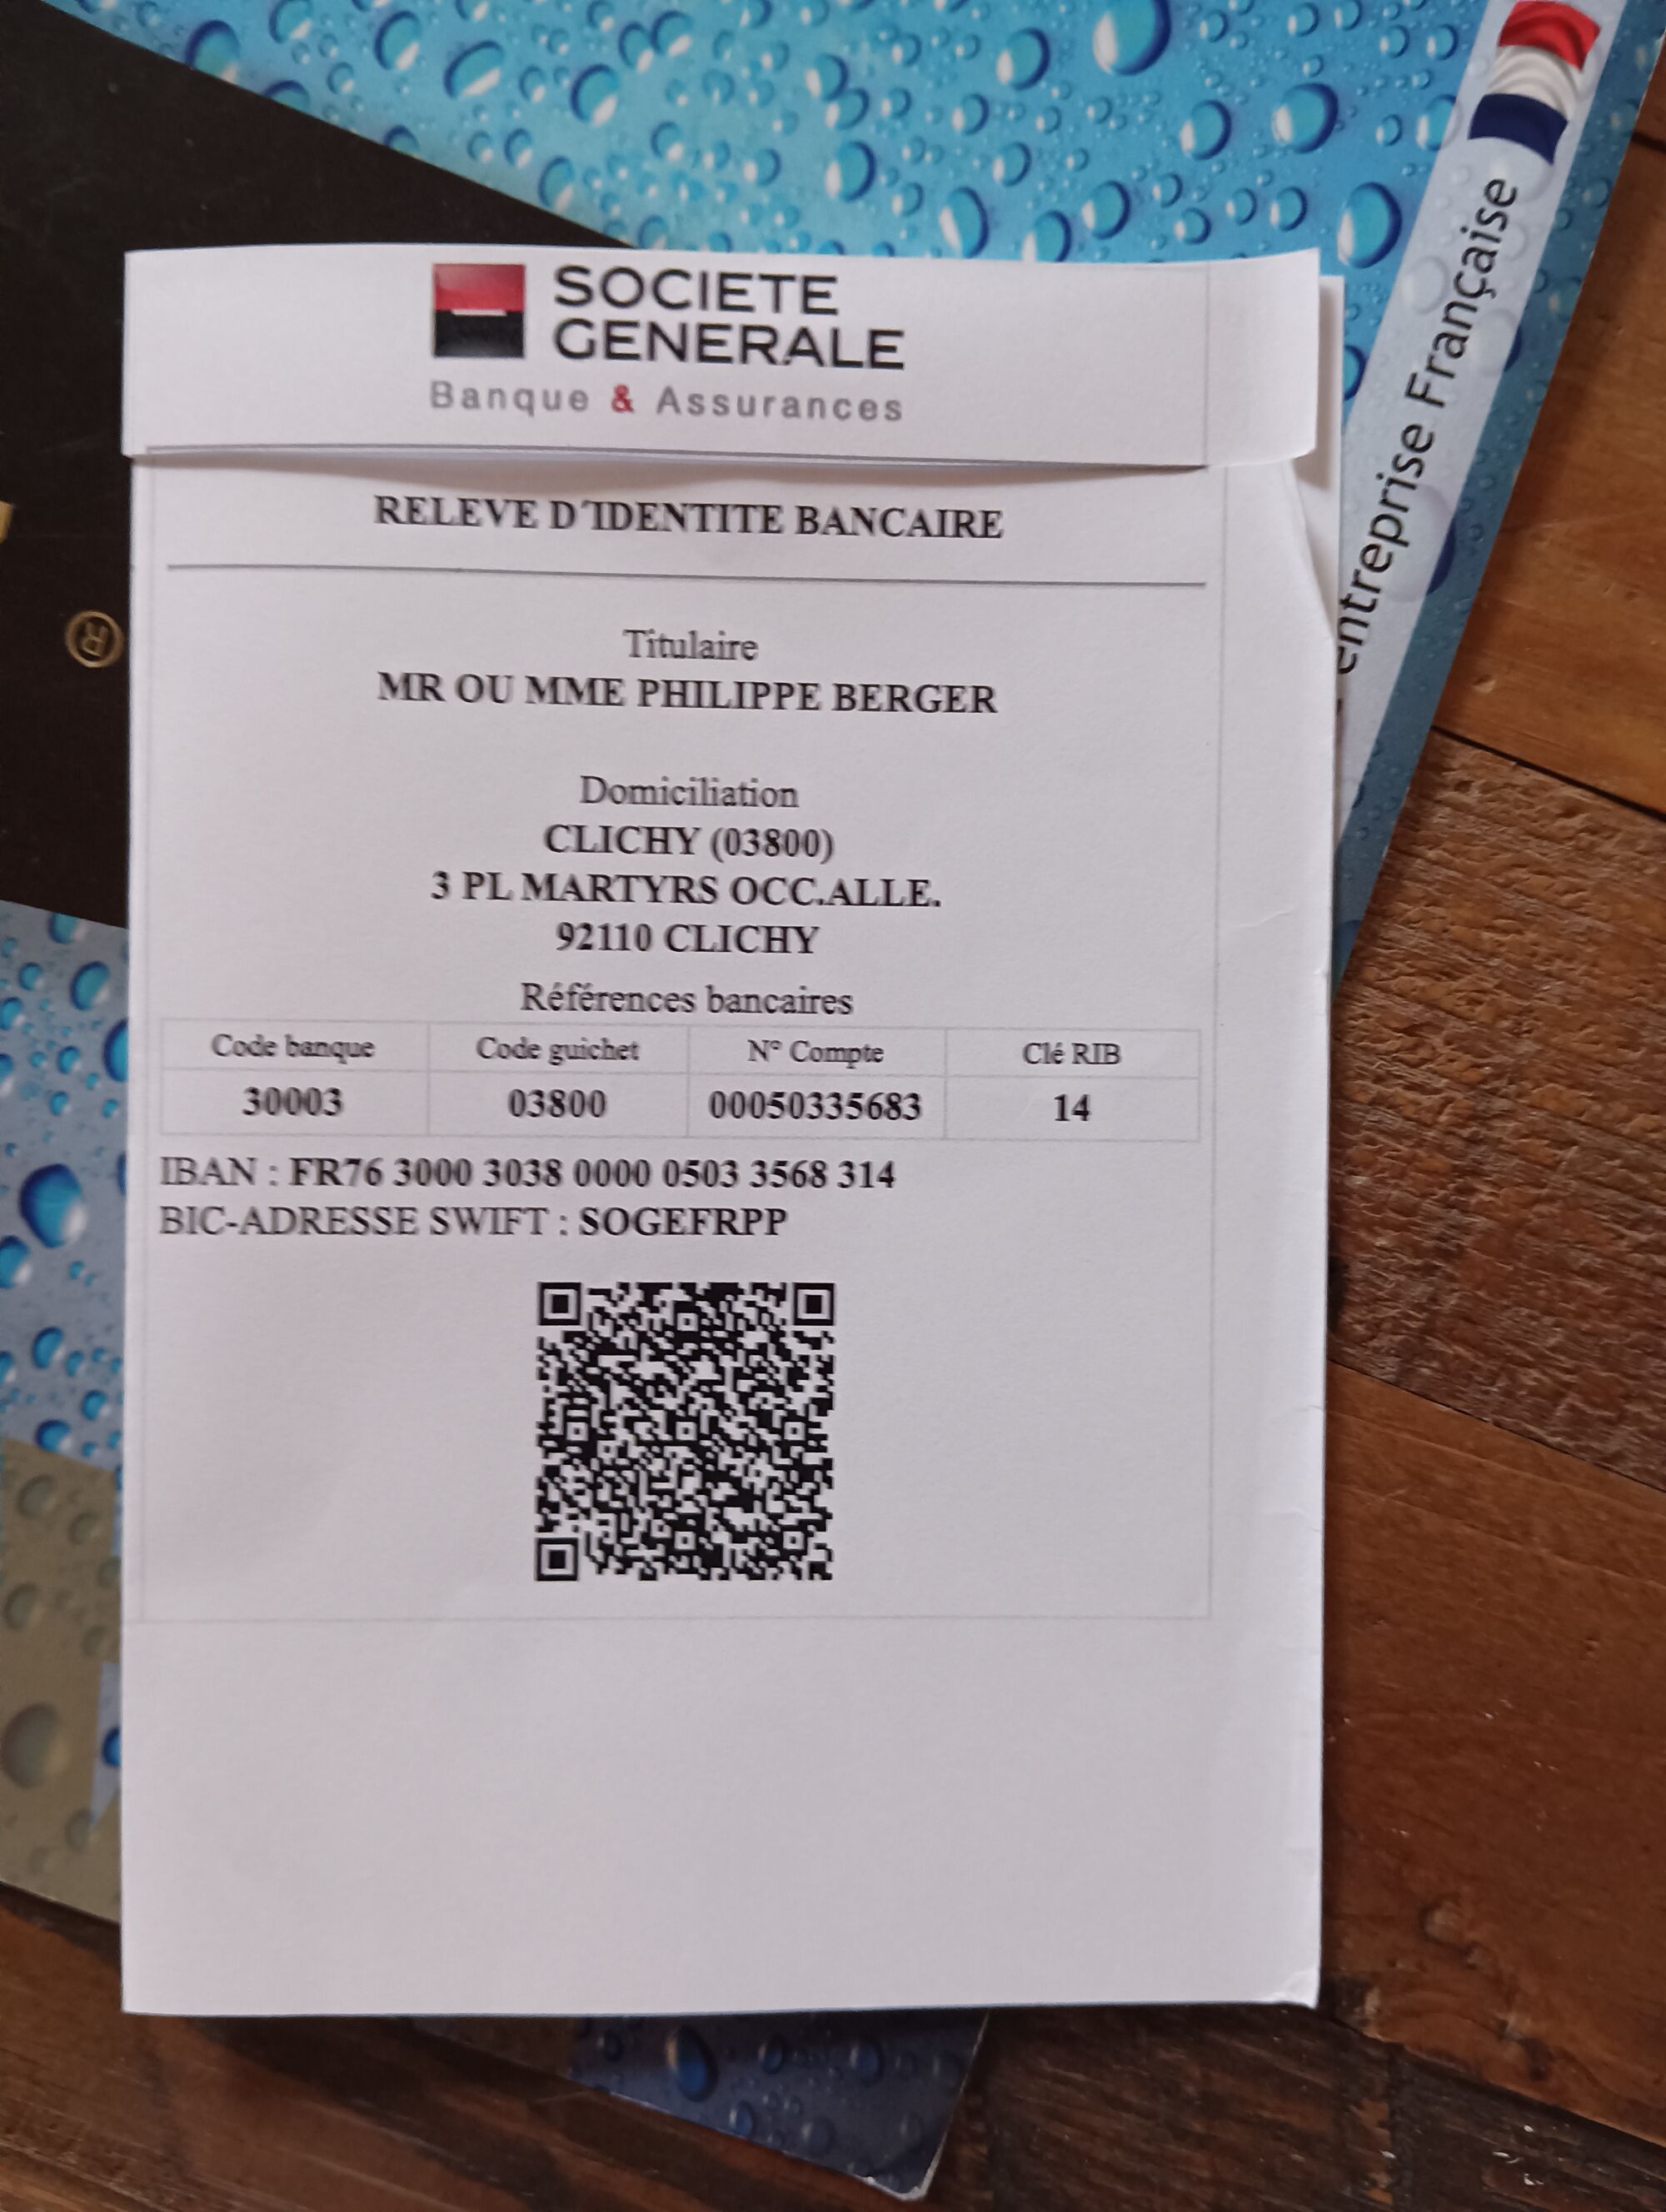 SOCIETE
GENERALE
Banque & Assurances
RELEVE D'IDENTITE BANCAIRE
Titulaire
MR OU MME PHILIPPE BERGER
Domiciliation
CLICHY (03800)
3 PL MARTYRS OCC.ALLE.
92110 CLICHY
Références bancaires
Code banque Code guichet N° Compte Clé RIB
30003 03800 00050335683 14
IBAN : FR76 3000 3038 0000 0503 3568 314
BIC-ADRESSE SWIFT : SOGEFRPP
entreprise Française
®